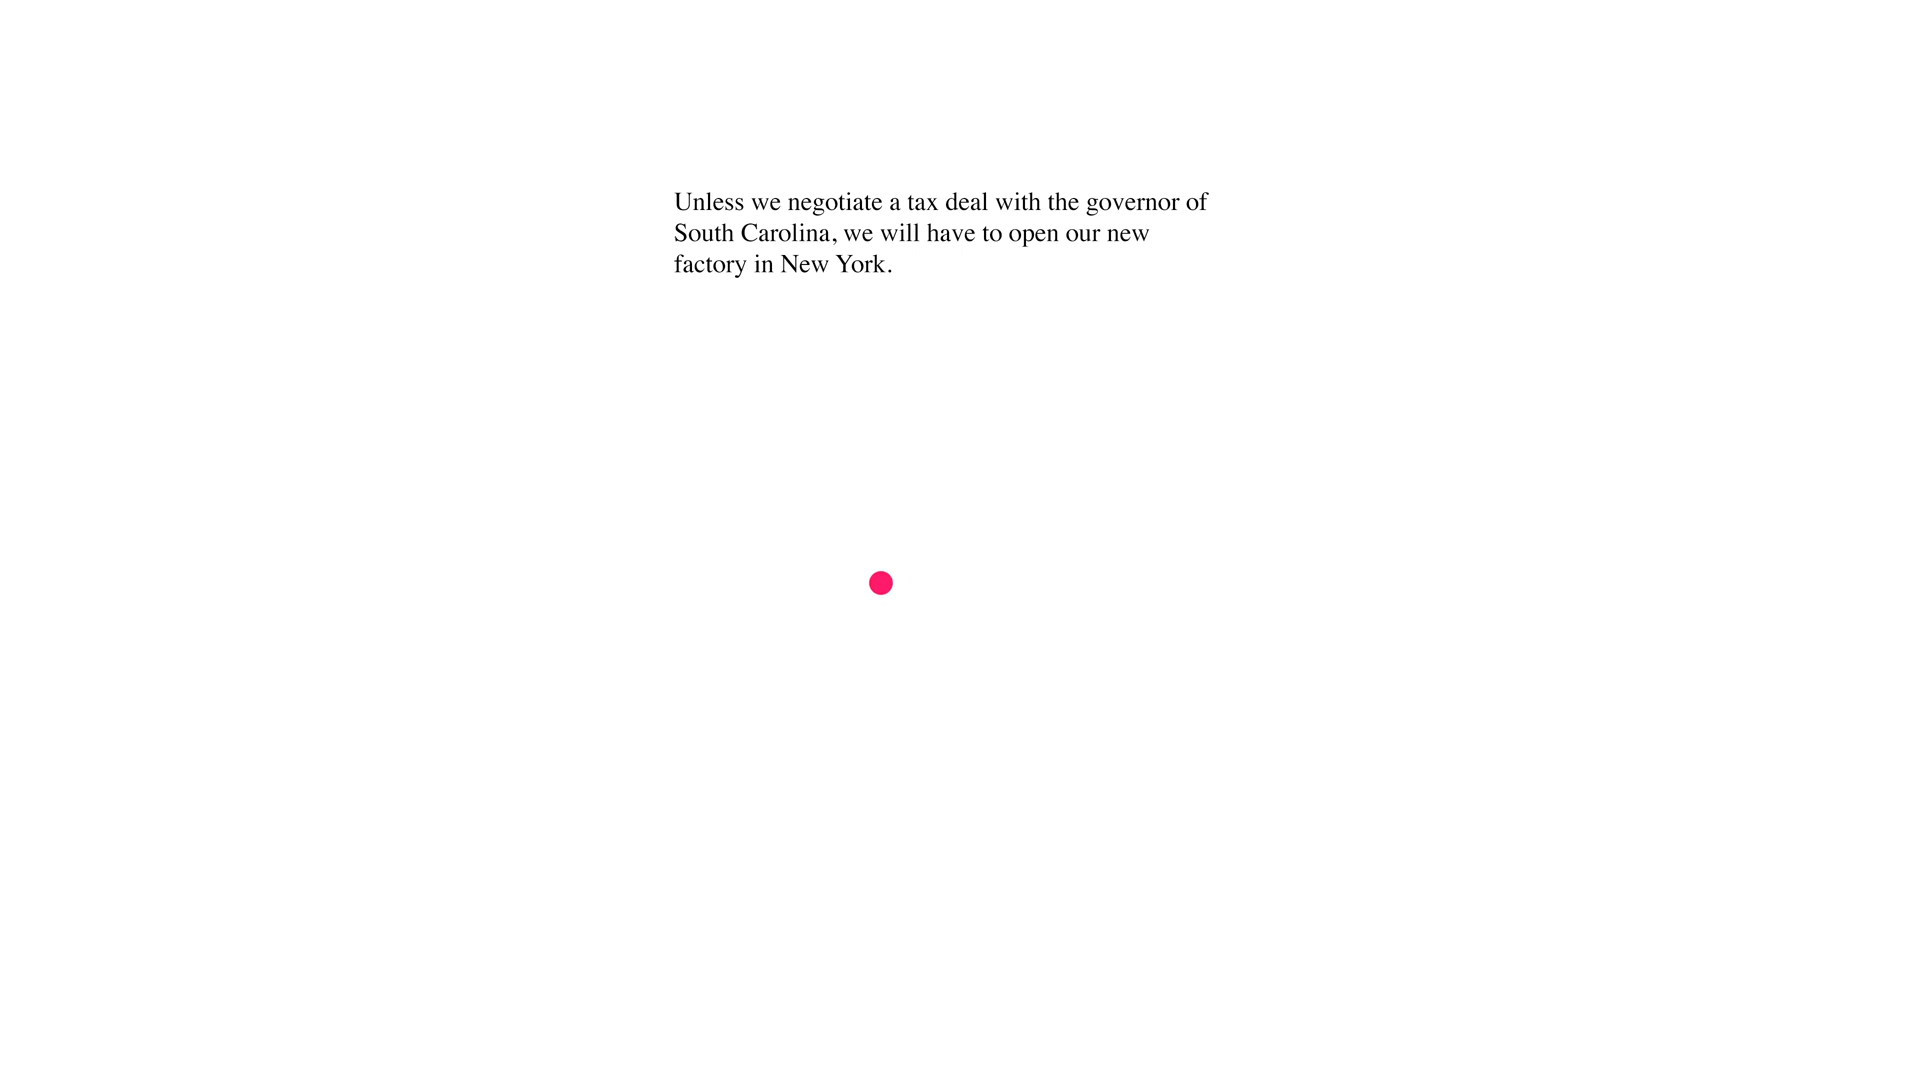 Unless we negotiate a tax deal with the governor of
South Carolina, we will have to open our new
factory in New York.